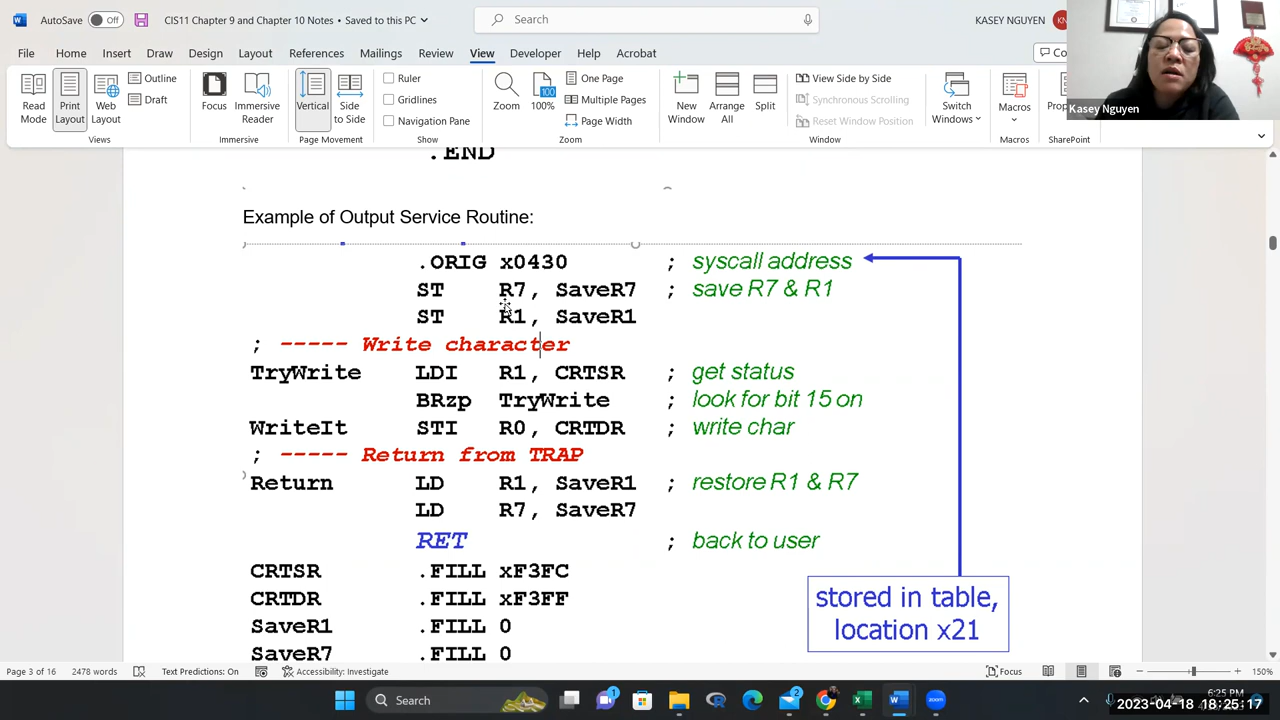 AutoSave Off CIS11 Chapter 9 and Chapter 10 Notes • Saved to this PC Search KASEY NGUYEN KN
File Home Insert Draw Design Layout References Mailings Review View Developer Help Acrobat Co
Read Mode Print Layout Web Layout Outline Draft Focus Immersive Reader Vertical Side to Side Ruler Gridlines Navigation Pane Zoom 100% One Page Multiple Pages Page Width New Window Arrange All Split View Side by Side Synchronous Scrolling Reset Window Position Switch Windows Macros Prop
Views Immersive Page Movement Show Zoom Window Macros SharePoint
Kasey Nguyen
.END
Example of Output Service Routine:
.ORIG x0430 ; syscall address
ST R7, SaveR7 ; save R7 & R1
ST R1, SaveR1
; ----- Write character
TryWrite LDI R1, CRTSR ; get status
BRzp TryWrite ; look for bit 15 on
WriteIt STI R0, CRTDR ; write char
; ----- Return from TRAP
Return LD R1, SaveR1 ; restore R1 & R7
LD R7, SaveR7
RET ; back to user
CRTSR .FILL xF3FC
CRTDR .FILL xF3FF
SaveR1 .FILL 0
SaveR7 .FILL 0
stored in table,
location x21
Page 3 of 16 2478 words Text Predictions: On Accessibility: Investigate Focus 150%
Search 1 2 6:25 PM
2023-04-18 18:25:17